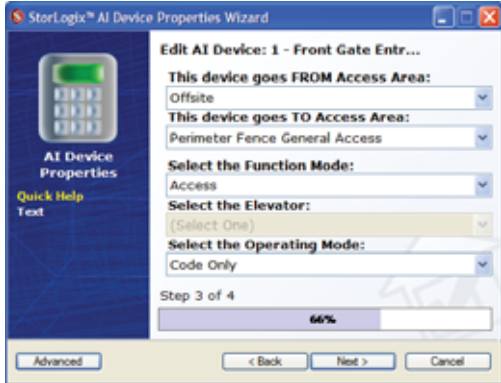 StorLogix™ AI Device Properties Wizard
Edit AI Device: 1 - Front Gate Entr...
This device goes FROM Access Area:
Offsite
This device goes TO Access Area:
Perimeter Fence General Access
Select the Function Mode:
Access
Select the Elevator:
(Select One)
Select the Operating Mode:
Code Only
Step 3 of 4
66%
AI Device
Properties
Quick Help
Text
Advanced
< Back
Next >
Cancel